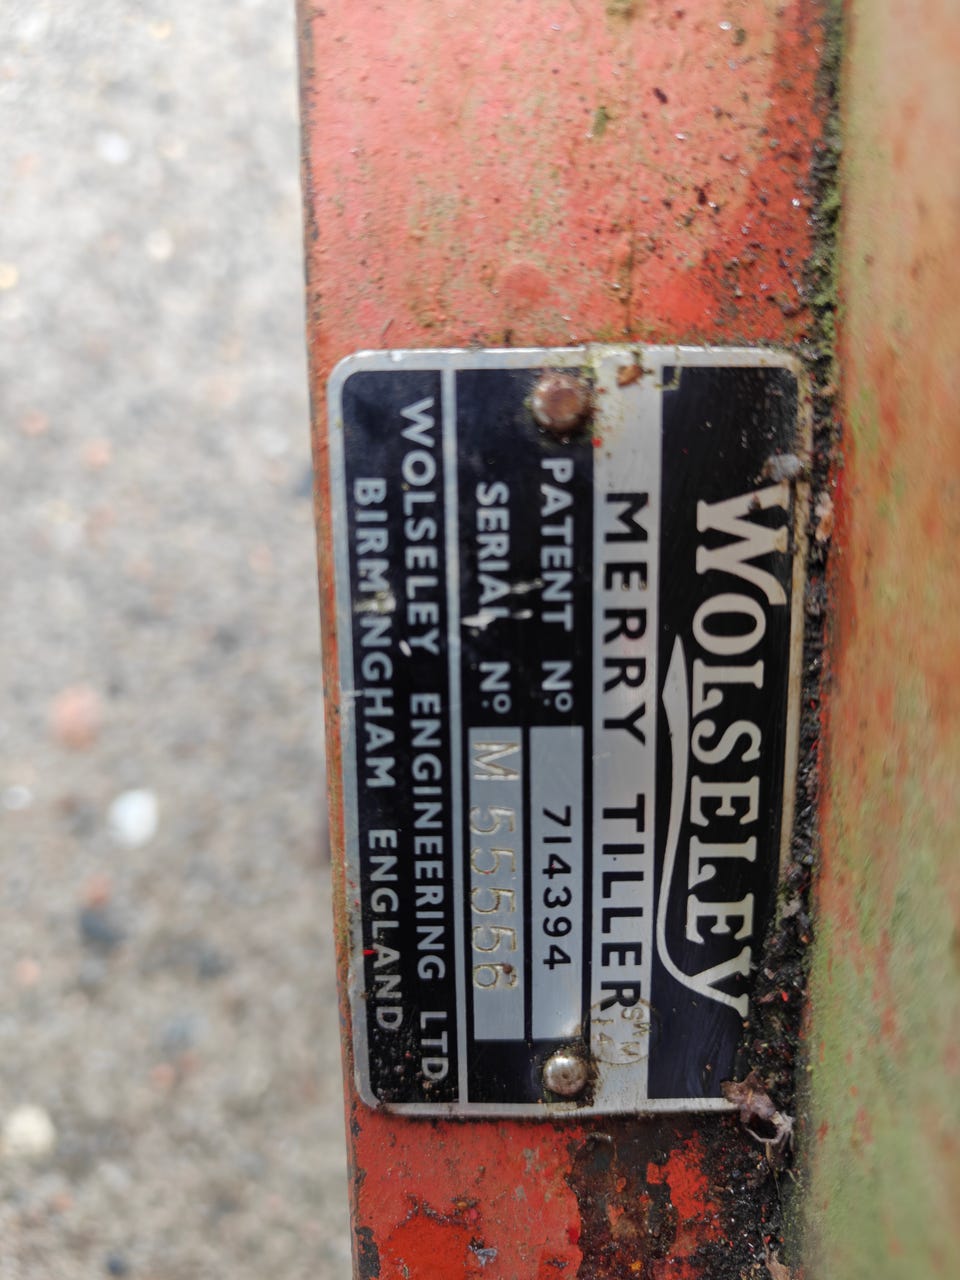 WOLSELEY
MERRY TILLER
PATENT Nº 714394
SERIAL Nº M 55556
WOLSELEY ENGINEERING LTD
BIRMINGHAM ENGLAND